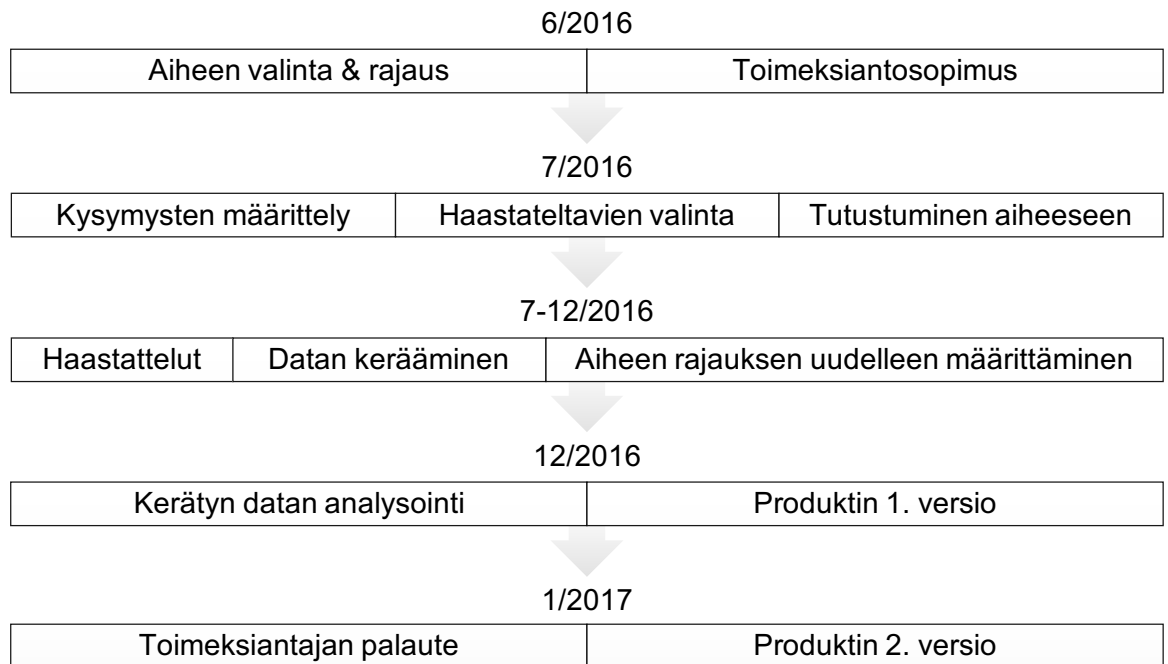 6/2016
Aiheen valinta & rajaus Toimeksiantosopimus
7/2016
Kysymysten määrittely Haastateltavien valinta Tutustuminen aiheeseen
7-12/2016
Haastattelut Datan kerääminen Aiheen rajauksen uudelleen määrittäminen
12/2016
Kerätyn datan analysointi Produktin 1. versio
1/2017
Toimeksiantajan palaute Produktin 2. versio